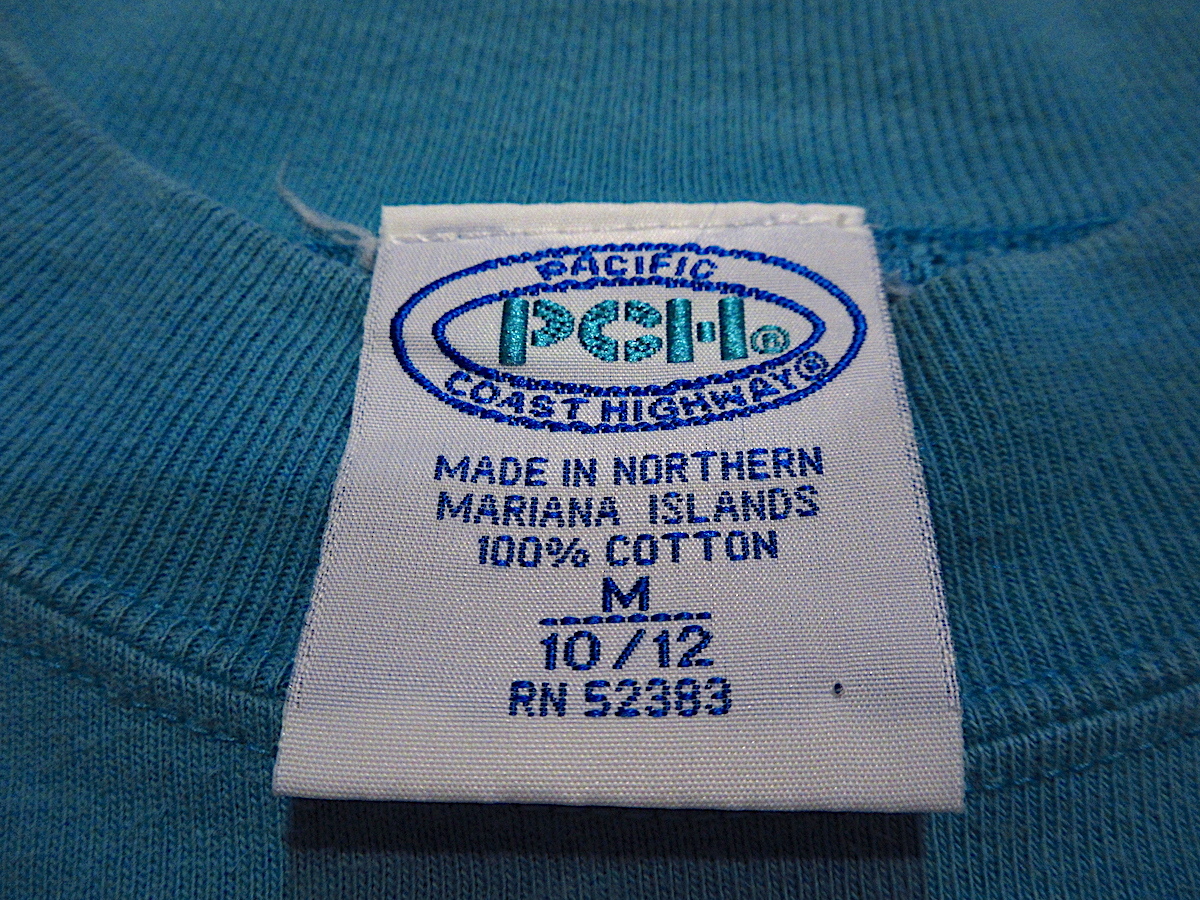 PACIFIC
PCH®
COAST HIGHWAY®
MADE IN NORTHERN
MARIANA ISLANDS
100% COTTON
M
10/12
RN 52383